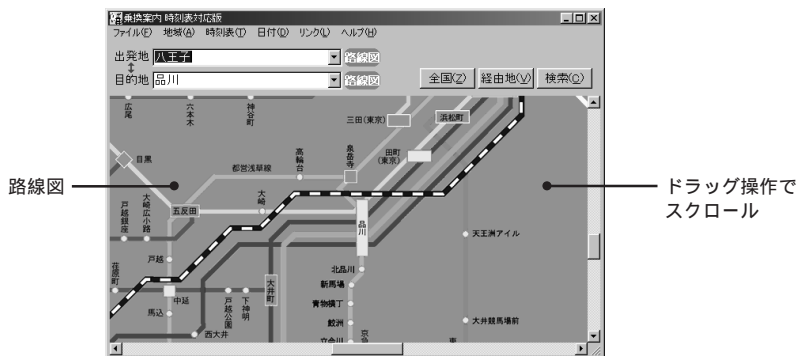 乗換案内 時刻表対応版
ファイル(F) 地域(A) 時刻表(T) 日付(D) リンク(L) ヘルプ(H)
出発地 八王子 路線図
目的地 品川 路線図 全国(Z) 経由地(V) 検索(C)
広尾
六本木
神谷町
三田(東京)
浜松町
目黒
都営浅草線
高輪台
泉岳寺
田町(東京)
戸越銀座
大崎広小路
五反田
大崎
品川
天王洲アイル
戸越
荏原町
中延
馬込
戸越公園
下神明
大井町
西大井
北品川
新馬場
青物横丁
鮫洲
立会川
京急
東
大井競馬場前
路線図
ドラッグ操作で
スクロール